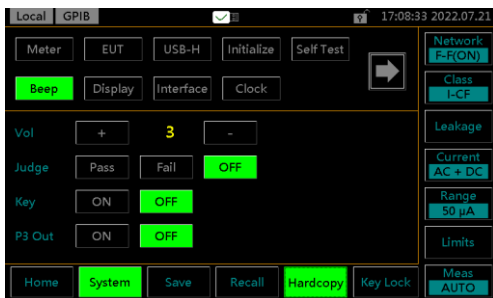 Local GPIB 17:08:33 2022.07.21
Meter EUT USB-H Initialize Self Test
Beep Display Interface Clock
Vol + 3 -
Judge Pass Fail OFF
Key ON OFF
P3 Out ON OFF
Network
F-F(ON)
Class
I-CF
Leakage
Current
AC + DC
Range
50 µA
Limits
Meas
AUTO
Home System Save Recall Hardcopy Key Lock